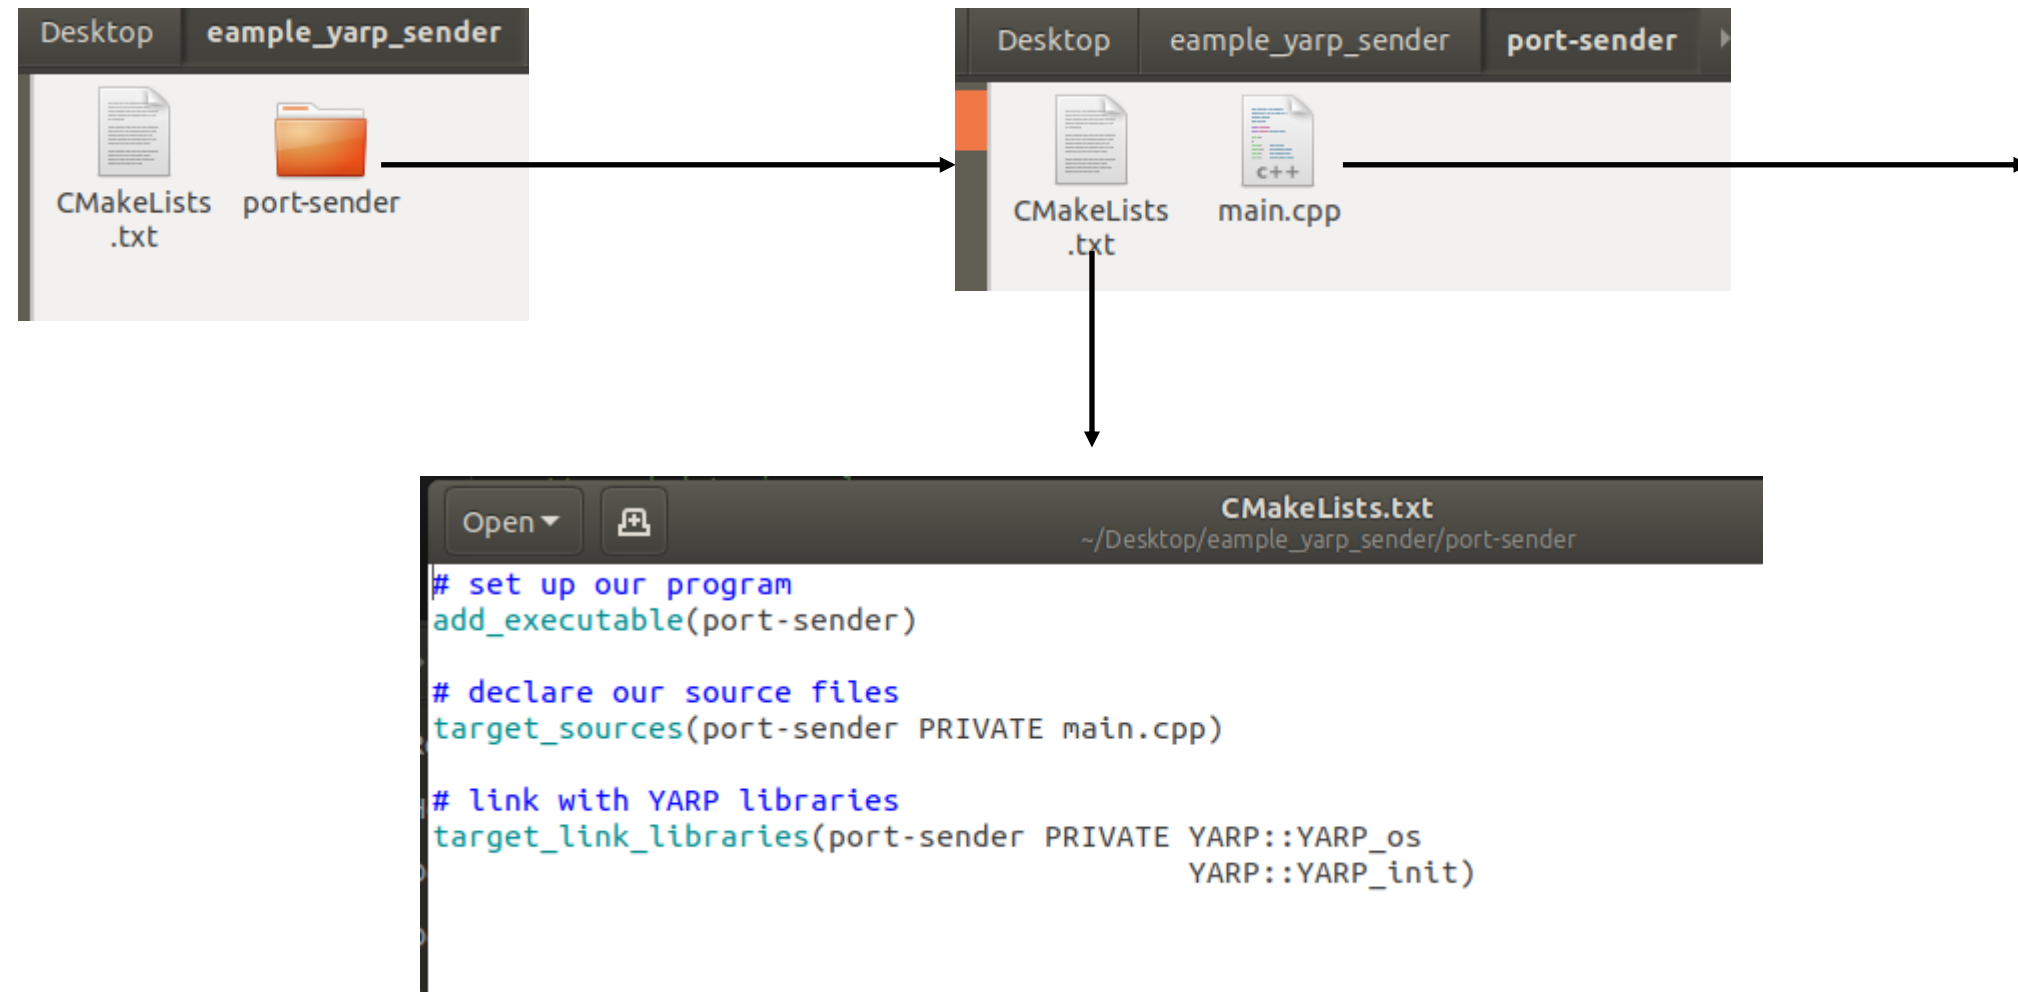 Desktop eample_yarp_sender
CMakeLists
.txt
port-sender
Desktop eample_yarp_sender port-sender
CMakeLists
.txt
c++
main.cpp
Open
CMakeLists.txt
~/Desktop/eample_yarp_sender/port-sender
# set up our program
add_executable(port-sender)
# declare our source files
target_sources(port-sender PRIVATE main.cpp)
# link with YARP libraries
target_link_libraries(port-sender PRIVATE YARP::YARP_os
YARP::YARP_init)